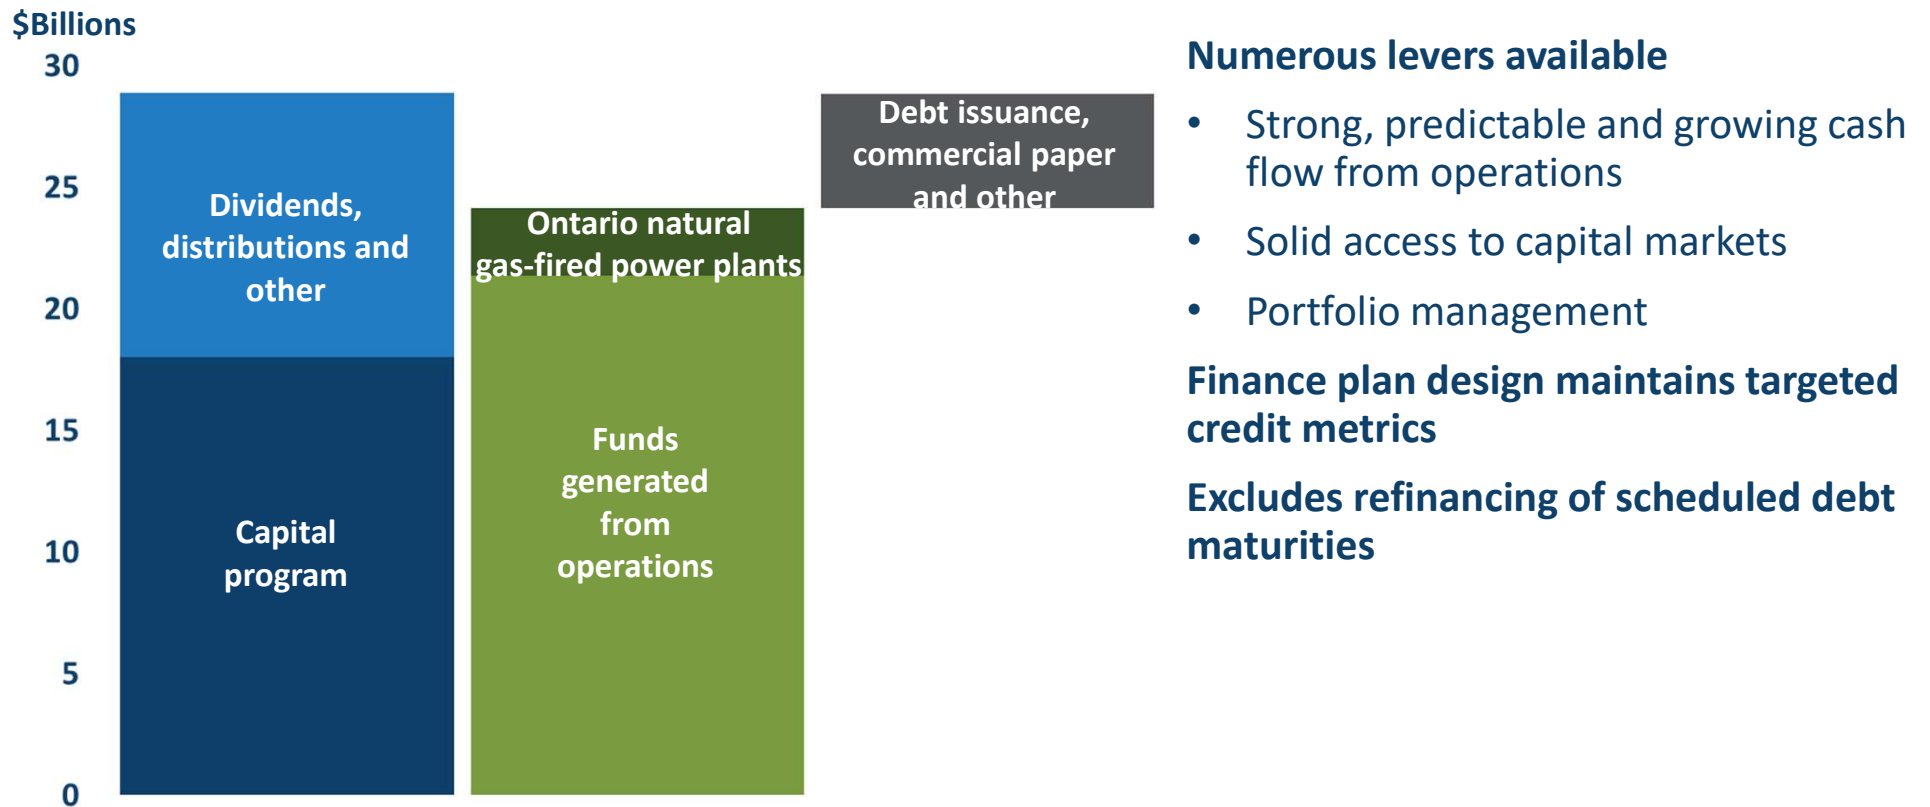 $Billions
30
25
20
15
10
5
0
Dividends,
distributions and
other
Capital
program
Ontario natural
gas-fired power plants
Funds
generated
from
operations
Debt issuance,
commercial paper
and other
Numerous levers available
• Strong, predictable and growing cash
flow from operations
• Solid access to capital markets
• Portfolio management
Finance plan design maintains targeted
credit metrics
Excludes refinancing of scheduled debt
maturities